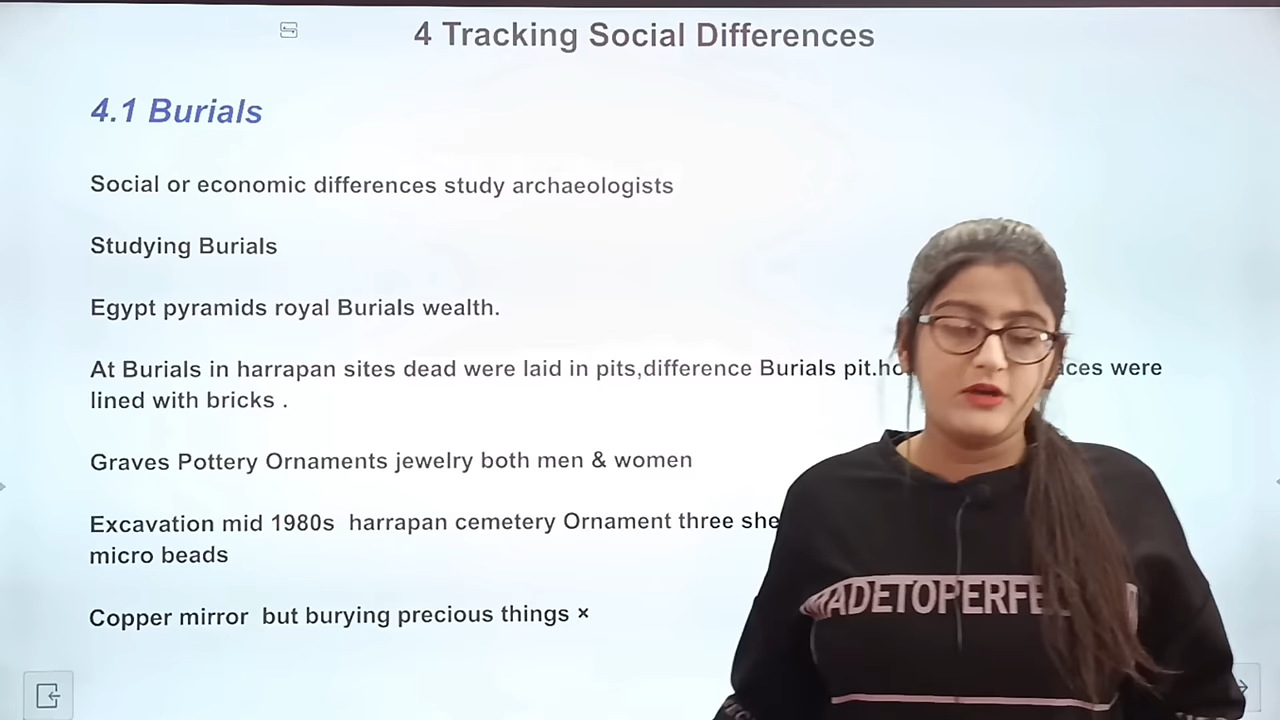 4 Tracking Social Differences
4.1 Burials
Social or economic differences study archaeologists
Studying Burials
Egypt pyramids royal Burials wealth.
At Burials in harrapan sites dead were laid in pits,difference Burials pit. were
lined with bricks .
Graves Pottery Ornaments jewelry both men & women
Excavation mid 1980s harrapan cemetery Ornament three
micro beads
Copper mirror but burying precious things ×